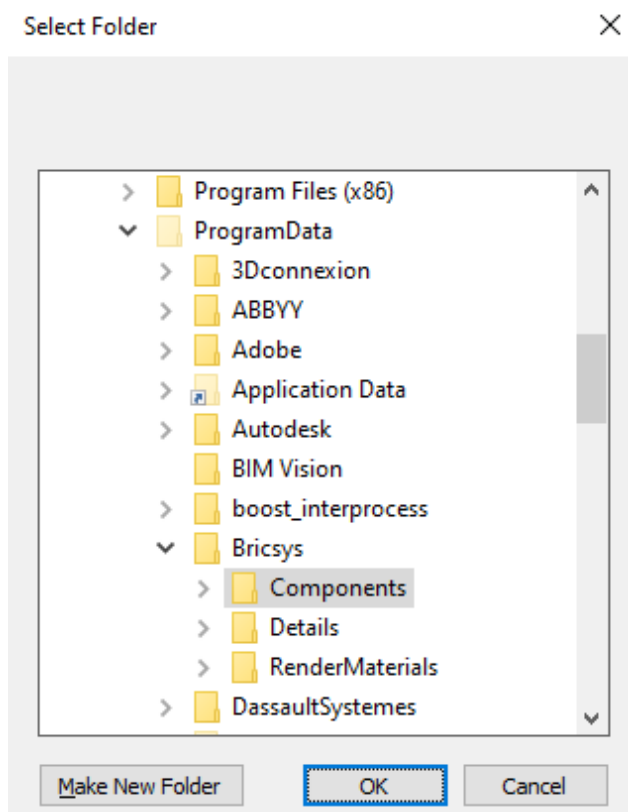 Select Folder
Program Files (x86)
ProgramData
3Dconnexion
ABBYY
Adobe
Application Data
Autodesk
BIM Vision
boost_interprocess
Bricsys
Components
Details
RenderMaterials
DassaultSystemes
Make New Folder OK Cancel